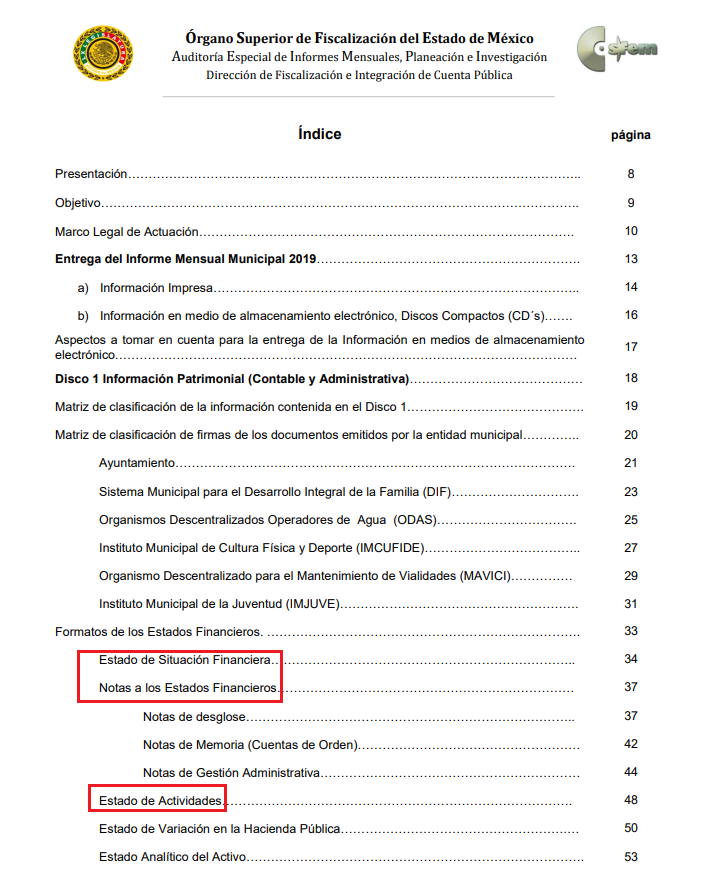 Órgano Superior de Fiscalización del Estado de México
Auditoría Especial de Informes Mensuales, Planeación e Investigación
Dirección de Fiscalización e Integración de Cuenta Pública
osfem
Índice página
Presentación……………………………………………………………………………………………….. 8
Objetivo…………………………………………………………………………………………………….. 9
Marco Legal de Actuación………………………………………………………………………………. 10
Entrega del Informe Mensual Municipal 2019………………………………………………………. 13
a) Información Impresa……………………………………………………………………………….. 14
b) Información en medio de almacenamiento electrónico, Discos Compactos (CD´s)……. 16
Aspectos a tomar en cuenta para la entrega de la Información en medios de almacenamiento
electrónico………………………………………………………………………………………………… 17
Disco 1 Información Patrimonial (Contable y Administrativa)…………………………………… 18
Matriz de clasificación de la información contenida en el Disco 1…………………………………… 19
Matriz de clasificación de firmas de los documentos emitidos por la entidad municipal………….. 20
Ayuntamiento…………………………………………………………………………………….. 21
Sistema Municipal para el Desarrollo Integral de la Familia (DIF)…………………………. 23
Organismos Descentralizados Operadores de Agua (ODAS)……………………………. 25
Instituto Municipal de Cultura Física y Deporte (IMCUFIDE)……………………………….. 27
Organismo Descentralizado para el Mantenimiento de Vialidades (MAVICI)…………… 29
Instituto Municipal de la Juventud (IMJUVE)…………………………………………………. 31
Formatos de los Estados Financieros. …………………………………………………………………. 33
Estado de Situación Financiera……………………………………………………………….. 34
Notas a los Estados Financieros……………………………………………………………… 37
Notas de desglose…………………………………………………………………….. 37
Notas de Memoria (Cuentas de Orden)……………………………………………… 42
Notas de Gestión Administrativa……………………………………………………… 44
Estado de Actividades…………………………………………………………………………… 48
Estado de Variación en la Hacienda Pública…………………………………………………. 50
Estado Analítico del Activo……………………………………………………………………… 53